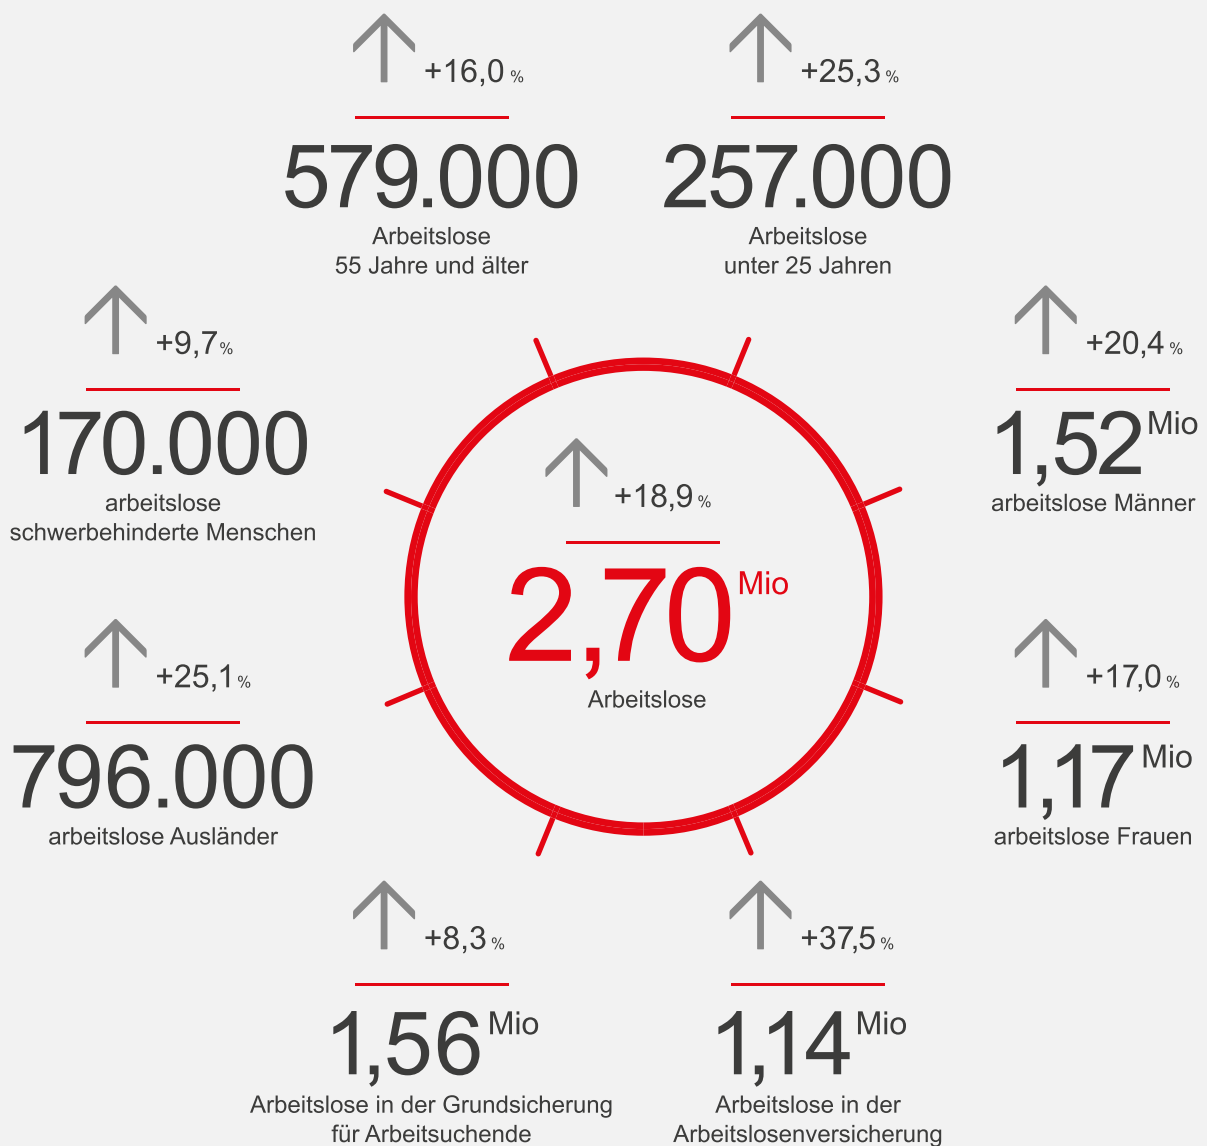 +16,0 %
579.000
Arbeitslose
55 Jahre und älter
+25,3 %
257.000
Arbeitslose
unter 25 Jahren
+9,7 %
170.000
arbeitslose
schwerbehinderte Menschen
+20,4 %
1,52 Mio
arbeitslose Männer
+18,9 %
2,70 Mio
Arbeitslose
+25,1 %
796.000
arbeitslose Ausländer
+17,0 %
1,17 Mio
arbeitslose Frauen
+8,3 %
1,56 Mio
Arbeitslose in der Grundsicherung
für Arbeitsuchende
+37,5 %
1,14 Mio
Arbeitslose in der
Arbeitslosenversicherung